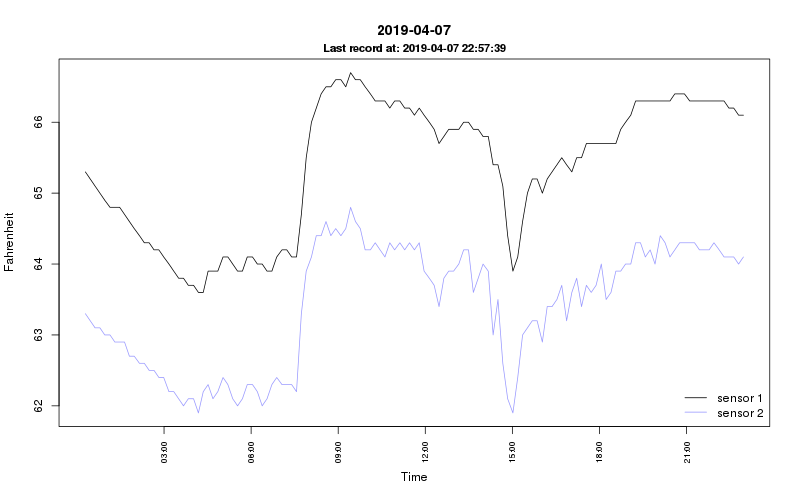 2019-04-07
Last record at: 2019-04-07 22:57:39
Fahrenheit
66
65
64
63
62
sensor 1
sensor 2
03:00 06:00 09:00 12:00 15:00 18:00 21:00
Time